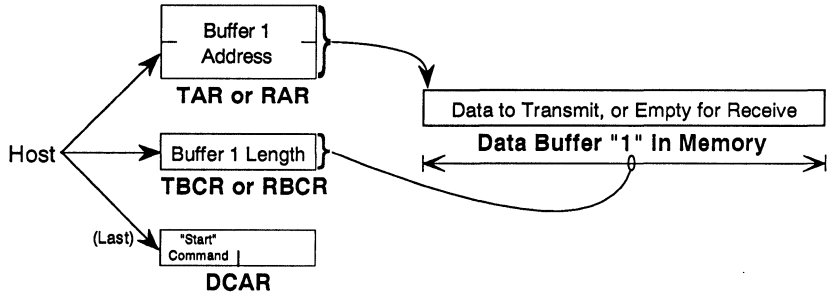 Buffer 1
Address
TAR or RAR
Data to Transmit, or Empty for Receive
Data Buffer "1" in Memory
Host
Buffer 1 Length
TBCR or RBCR
(Last)
"Start"
Command
DCAR